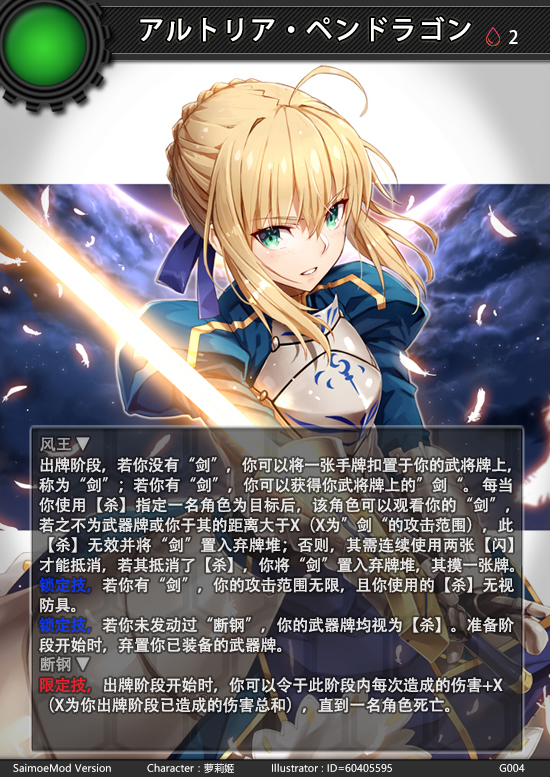 アルトリア・ペンドラゴン 2
风王▼
出牌阶段，若你没有“剑”，你可以将一张手牌扣置于你的武将牌上，
称为“剑”；若你有“剑”，你可以获得你武将牌上的”剑“。每当
你使用【杀】指定一名角色为目标后，该角色可以观看你的“剑”，
若之不为武器牌或你于其的距离大于X（X为”剑“的攻击范围），此
【杀】无效并将“剑”置入弃牌堆；否则，其需连续使用两张【闪】
才能抵消，若其抵消了【杀】，你将“剑”置入弃牌堆，其摸一张牌。
锁定技，若你有“剑”，你的攻击范围无限，且你使用的【杀】无视
防具。
锁定技，若你未发动过“断钢”，你的武器牌均视为【杀】。准备阶
段开始时，弃置你已装备的武器牌。
断钢▼
限定技，出牌阶段开始时，你可以令于此阶段内每次造成的伤害+X
（X为你出牌阶段已造成的伤害总和），直到一名角色死亡。
SaimoeMod Version Character : 萝莉姬 Illustrator : ID=60405595 G004